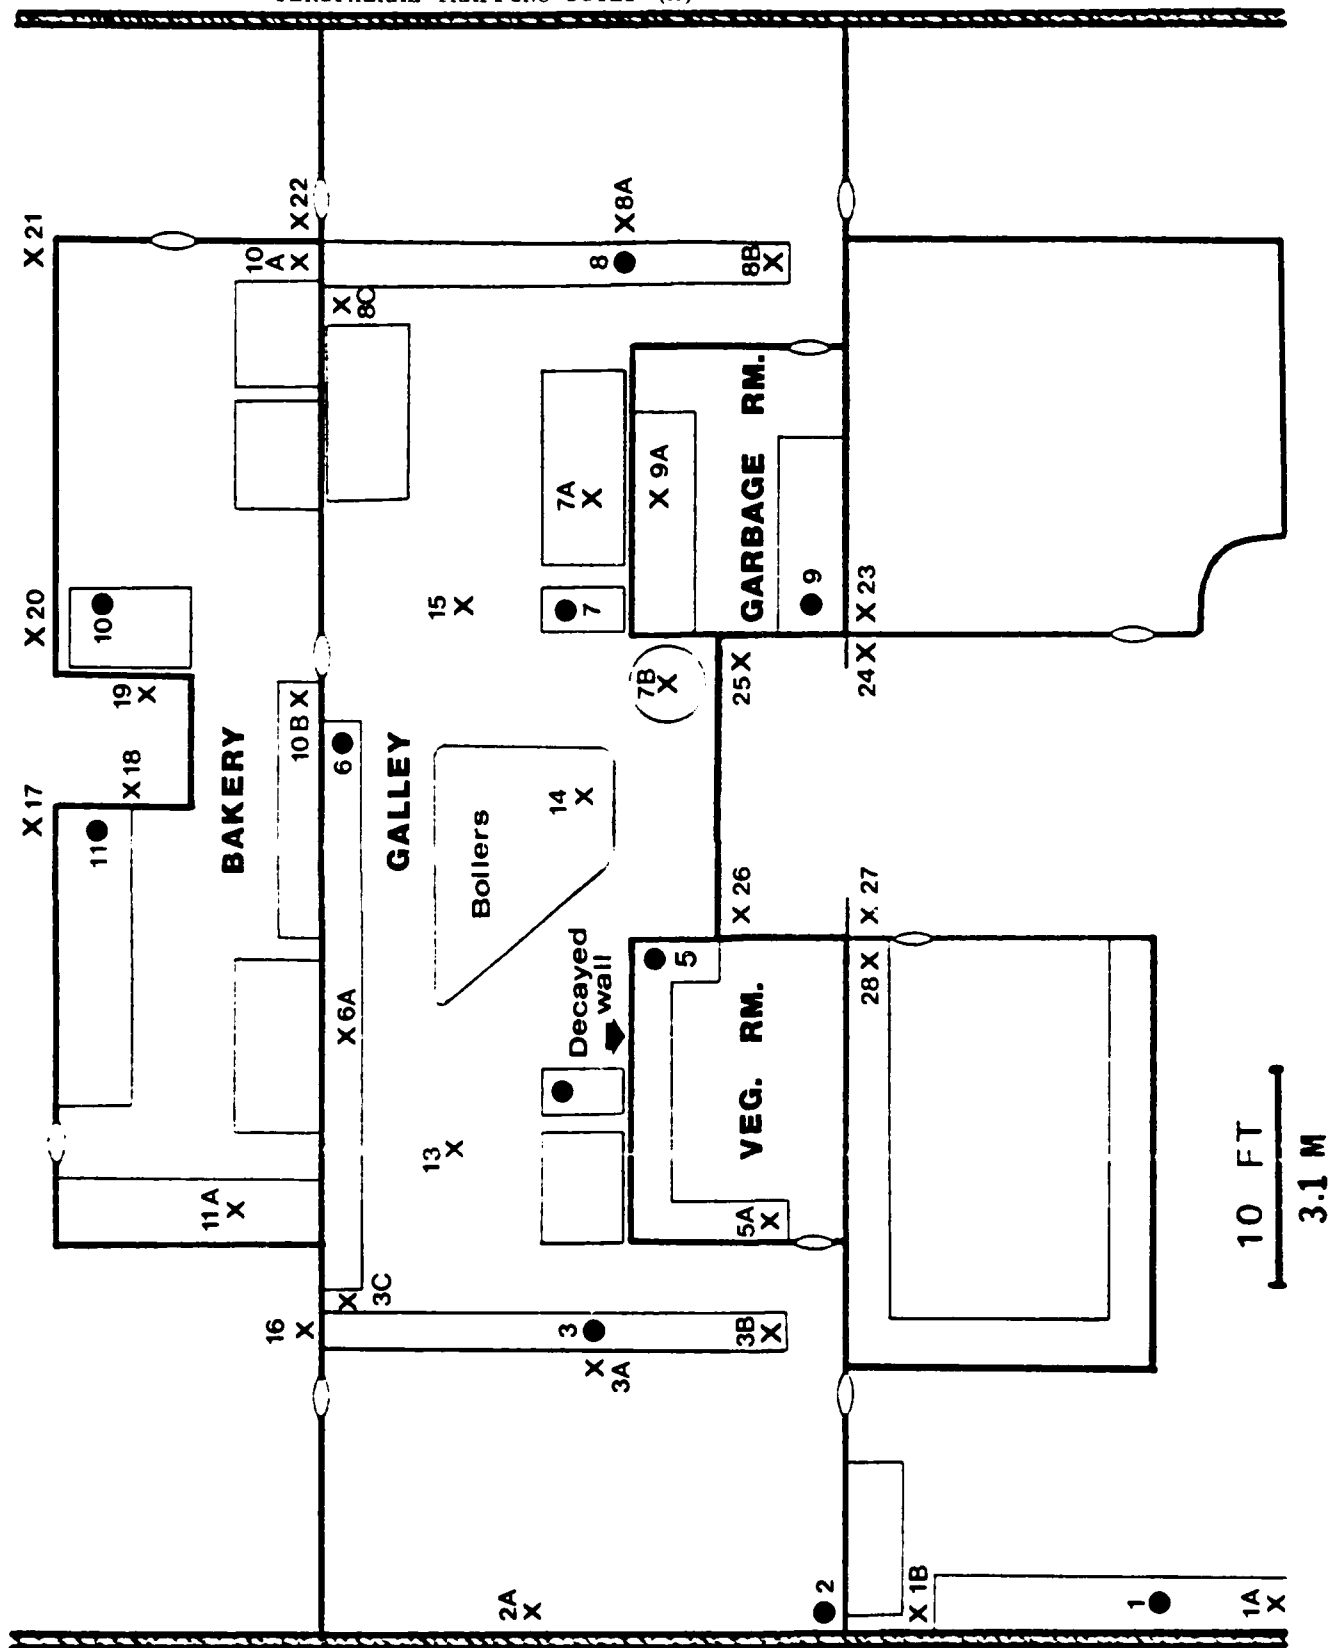 X 21
X 22
10
A
X
X
8C
8
X 8A
8B
X
X 20
10
19
X
X 18
X 17
11
BAKERY
10 B X
6
GALLEY
15
X
7A
X
7
7B
X
X 9A
GARBAGE RM.
9
X 23
24 X
25 X
Boilers
14
X
X 26
X 27
28 X
Decayed
wall
5
VEG. RM.
5A
X
X 6A
13
X
11A
X
16
X
X
3C
3
X
3A
3B
X
2A
X
2
X 1B
1
1A
X
10 FT
3.1 M